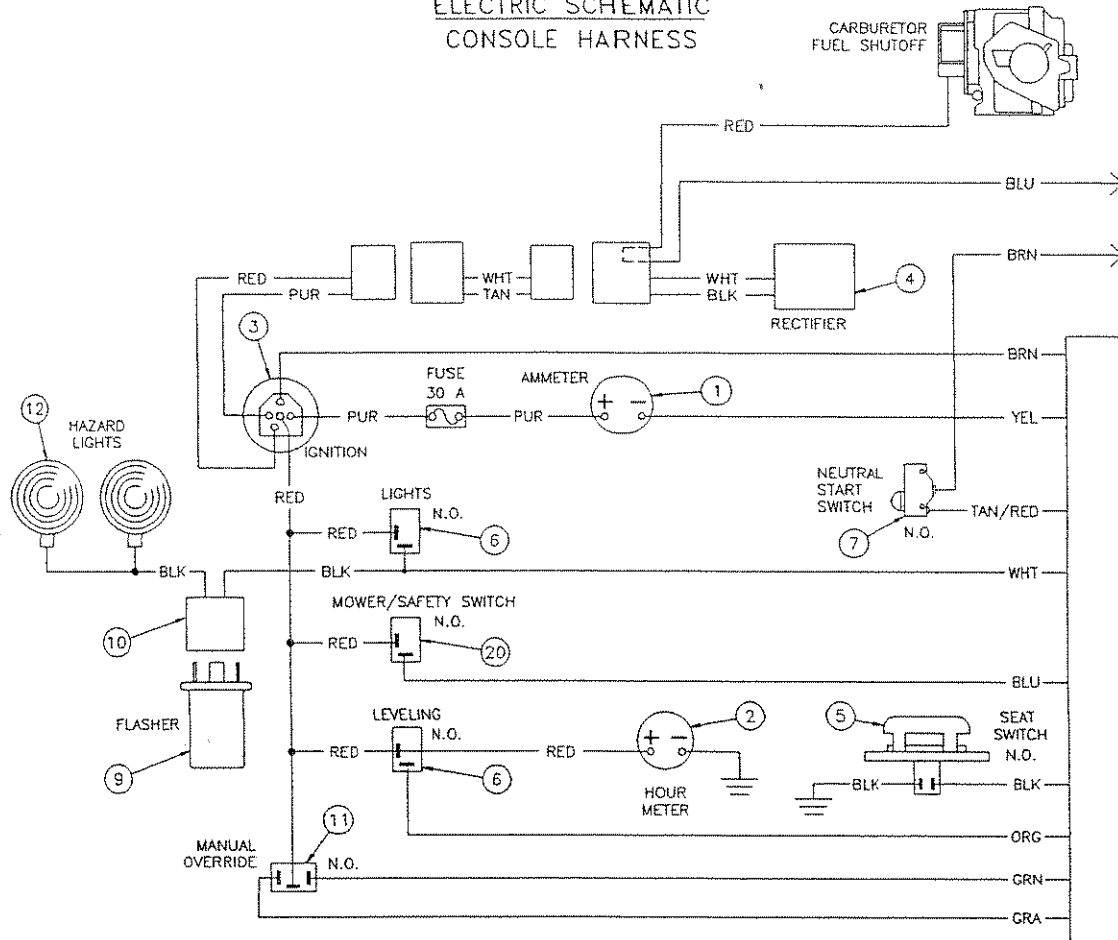 ELECTRIC SCHEMATIC
CONSOLE HARNESS
CARBURETOR
FUEL SHUTOFF
RED
BLU
BRN
RED
PUR
WHT
TAN
WHT
BLK
4
RECTIFIER
3
BRN
FUSE
30 A
AMMETER
1
12
HAZARD
LIGHTS
PUR
PUR
+ −
YEL
IGNITION
NEUTRAL
START
SWITCH
RED
LIGHTS
N.O.
RED
6
TAN/RED
7
N.O.
BLK
BLK
WHT
MOWER/SAFETY SWITCH
N.O.
10
RED
20
BLU
FLASHER
LEVELING
N.O.
2
5
SEAT
SWITCH
N.O.
RED
RED
+ −
9
6
HOUR
METER
BLK
BLK
11
ORG
MANUAL
OVERRIDE
N.O.
GRN
GRA